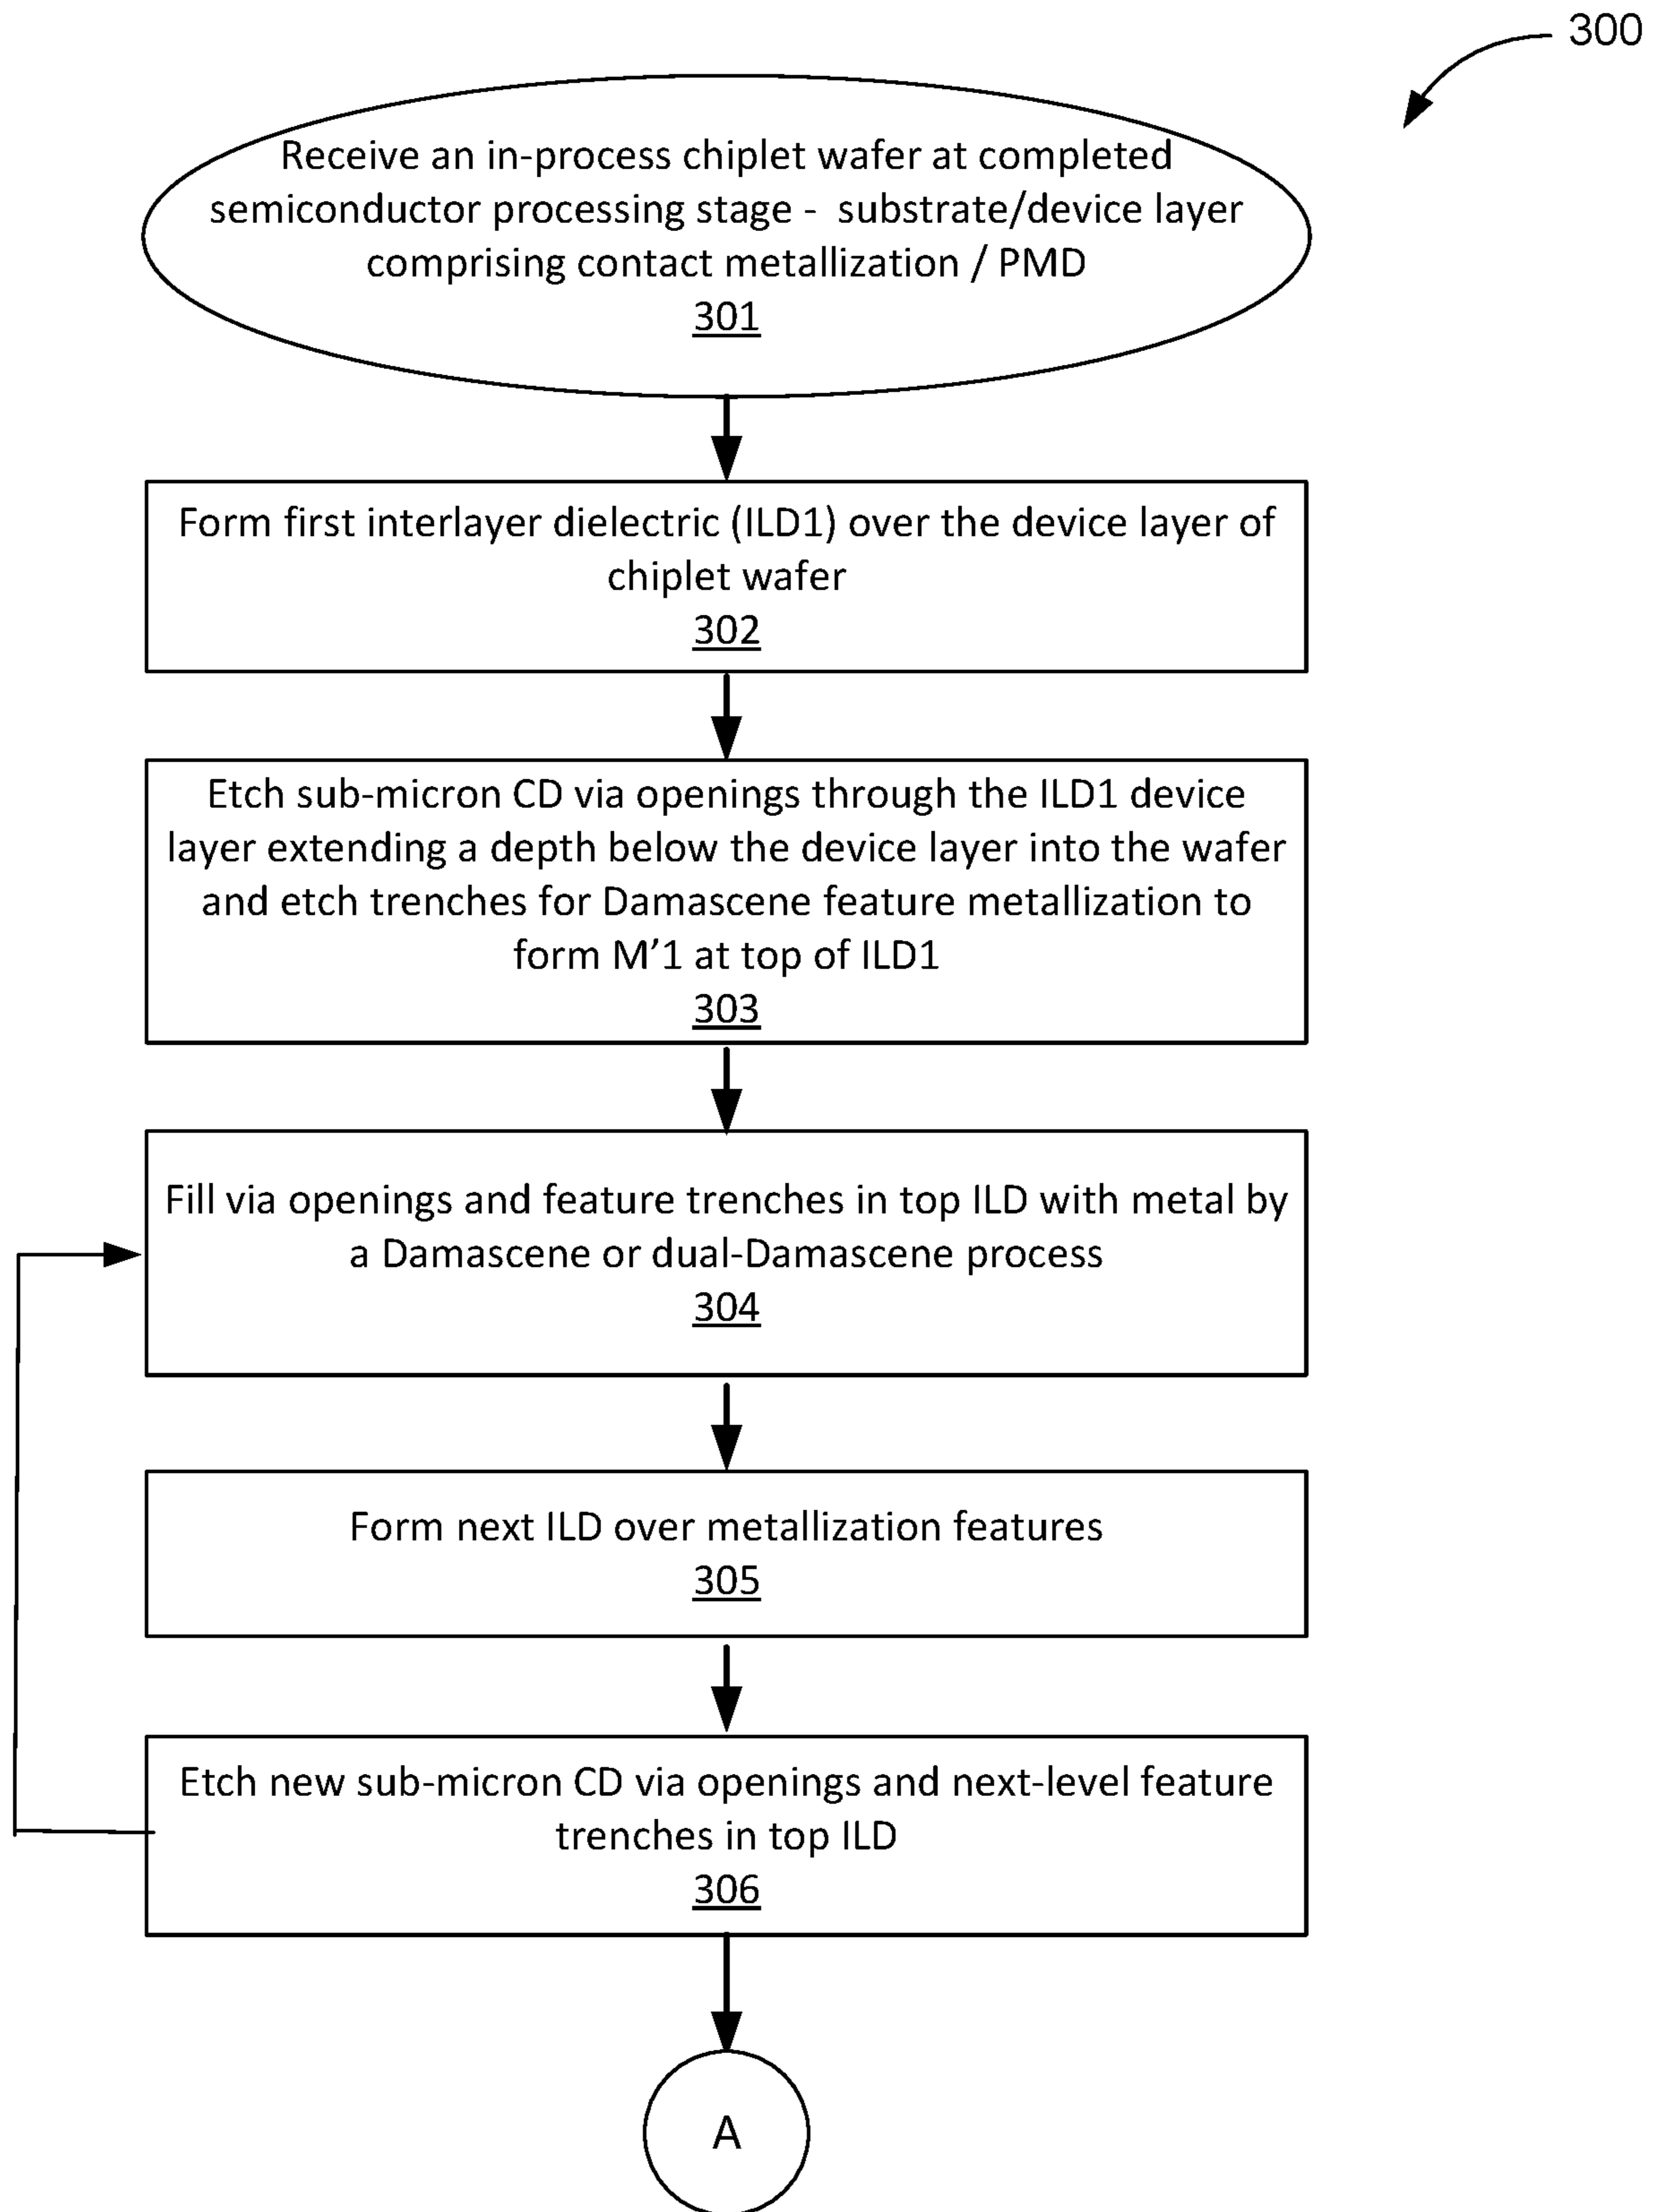 300
Receive an in-process chiplet wafer at completed
semiconductor processing stage - substrate/device layer
comprising contact metallization / PMD
301
Form first interlayer dielectric (ILD1) over the device layer of
chiplet wafer
302
Etch sub-micron CD via openings through the ILD1 device
layer extending a depth below the device layer into the wafer
and etch trenches for Damascene feature metallization to
form M’1 at top of ILD1
303
Fill via openings and feature trenches in top ILD with metal by
a Damascene or dual-Damascene process
304
Form next ILD over metallization features
305
Etch new sub-micron CD via openings and next-level feature
trenches in top ILD
306
A